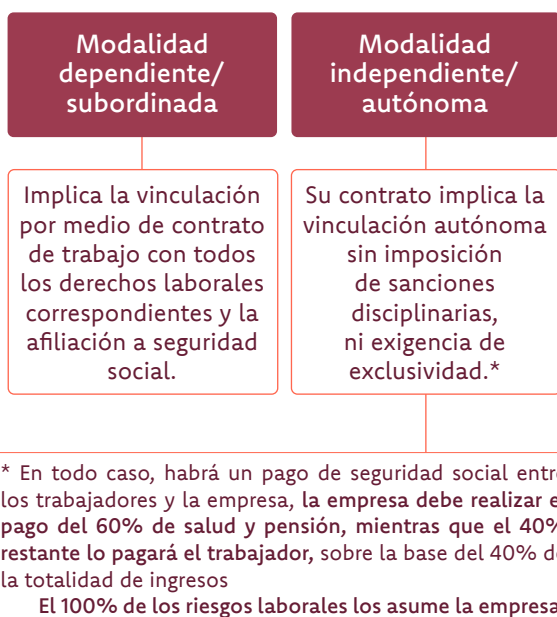 Modalidad
dependiente/
subordinada
Modalidad
independiente/
autónoma
Implica la vinculación
por medio de contrato
de trabajo con todos
los derechos laborales
correspondientes y la
afiliación a seguridad
social.
Su contrato implica la
vinculación autónoma
sin imposición
de sanciones
disciplinarias,
ni exigencia de
exclusividad.*
* En todo caso, habrá un pago de seguridad social entre
los trabajadores y la empresa, la empresa debe realizar e
pago del 60% de salud y pensión, mientras que el 40%
restante lo pagará el trabajador, sobre la base del 40% de
la totalidad de ingresos
El 100% de los riesgos laborales los asume la empresa